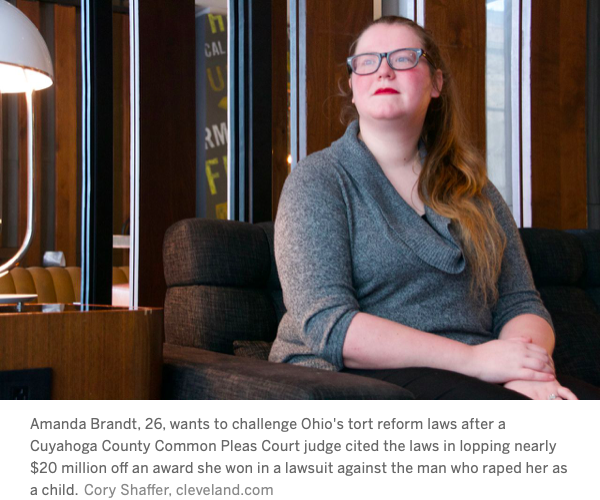 CAL
Amanda Brandt, 26, wants to challenge Ohio's tort reform laws after a
Cuyahoga County Common Pleas Court judge cited the laws in lopping nearly
$20 million off an award she won in a lawsuit against the man who raped her as
a child. Cory Shaffer, cleveland.com